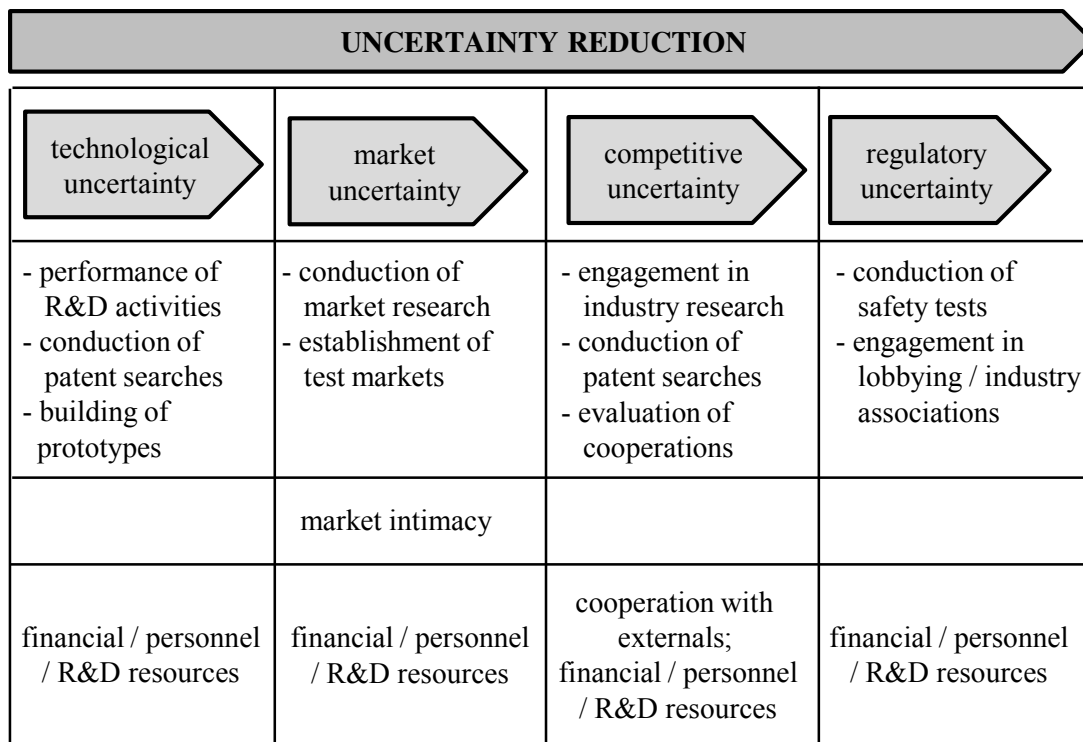 UNCERTAINTY REDUCTION
technological
uncertainty
market
uncertainty
competitive
uncertainty
regulatory
uncertainty
- performance of
R&D activities
- conduction of
patent searches
- building of
prototypes
- conduction of
market research
- establishment of
test markets
- engagement in
industry research
- conduction of
patent searches
- evaluation of
cooperations
- conduction of
safety tests
- engagement in
lobbying / industry
associations
market intimacy
financial / personnel
/ R&D resources
financial / personnel
/ R&D resources
cooperation with
externals;
financial / personnel
/ R&D resources
financial / personnel
/ R&D resources